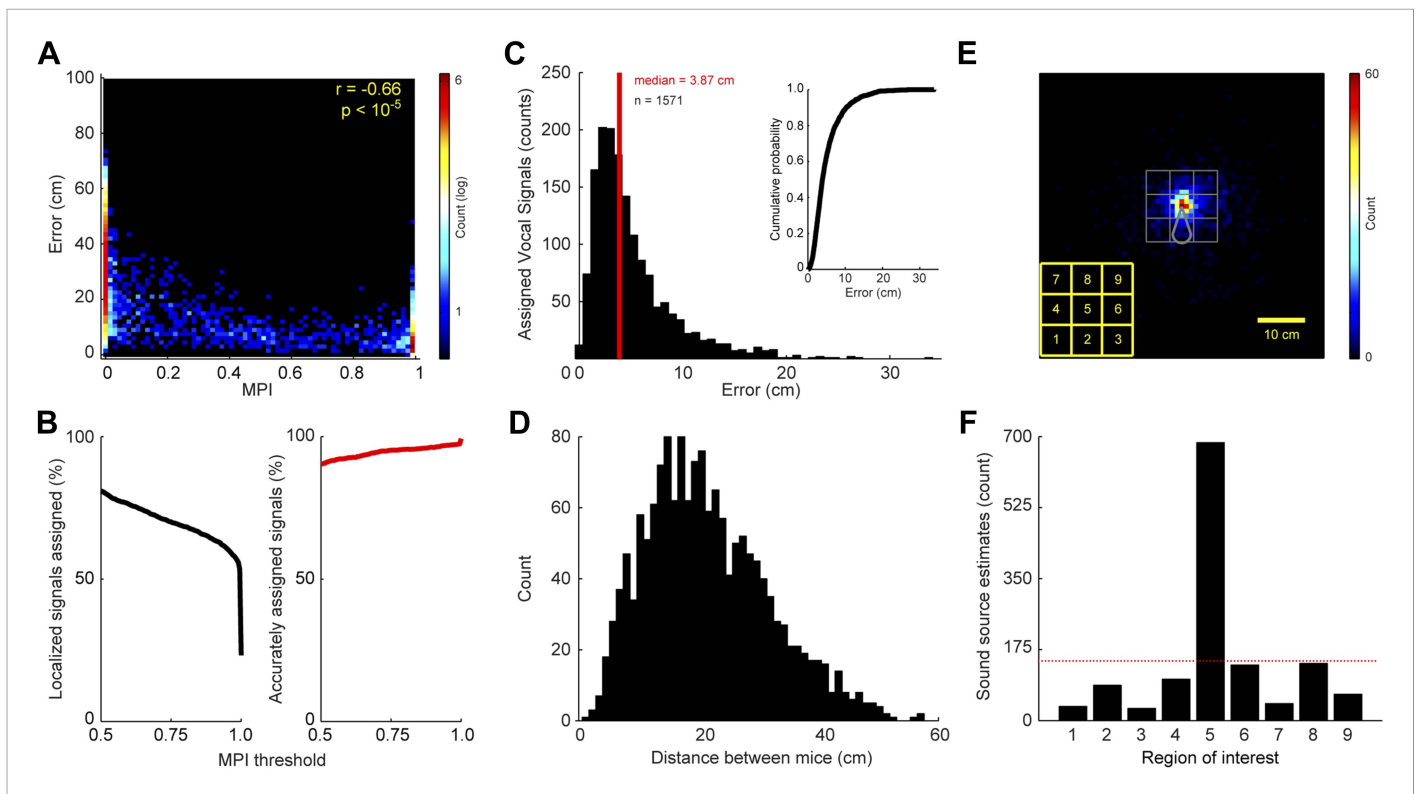 A
Error (cm)
100
80
60
40
20
0
r = -0.66
p < 10-5
0
0.2
0.4
0.6
0.8
1
MPI
6
1
Count (log)
B
Localized signals assigned (%)
100
50
0
0.5
0.75
1.0
Accurately assigned signals (%)
100
50
0
0.5
0.75
1.0
MPI threshold
C
Assigned Vocal Signals (counts)
250
200
150
100
50
0
0
10
20
30
Error (cm)
median = 3.87 cm
n = 1571
Cumulative probability
1.0
0.8
0.6
0.4
0.2
0
0
10
20
30
Error (cm)
D
Count
80
60
40
20
0
0
20
40
60
Distance between mice (cm)
E
7 8 9
4 5 6
1 2 3
10 cm
60
0
Count
F
Sound source estimates (count)
700
525
350
175
0
1 2 3 4 5 6 7 8 9
Region of interest